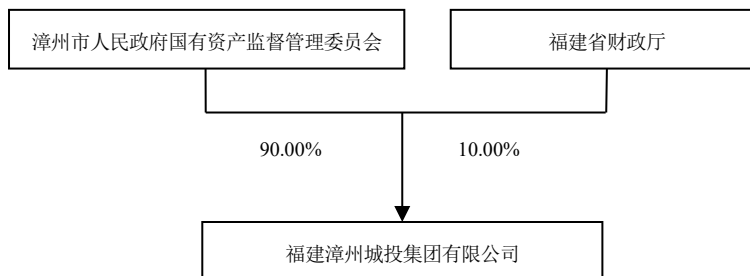 漳州市人民政府国有资产监督管理委员会
福建省财政厅
90.00%
10.00%
福建漳州城投集团有限公司